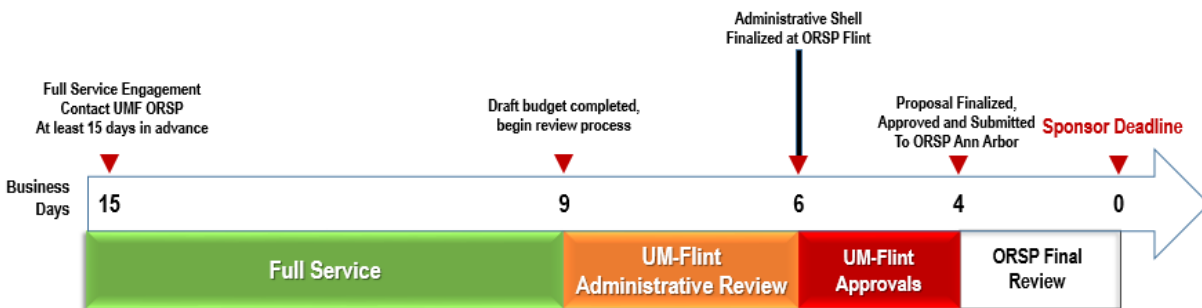 Administrative Shell
Finalized at ORSP Flint
Full Service Engagement
Contact UMF ORSP
At least 15 days in advance
Draft budget completed,
begin review process
Proposal Finalized,
Approved and Submitted
To ORSP Ann Arbor
Sponsor Deadline
Business
Days
15
9
6
4
0
Full Service
UM-Flint
Administrative Review
UM-Flint
Approvals
ORSP Final
Review